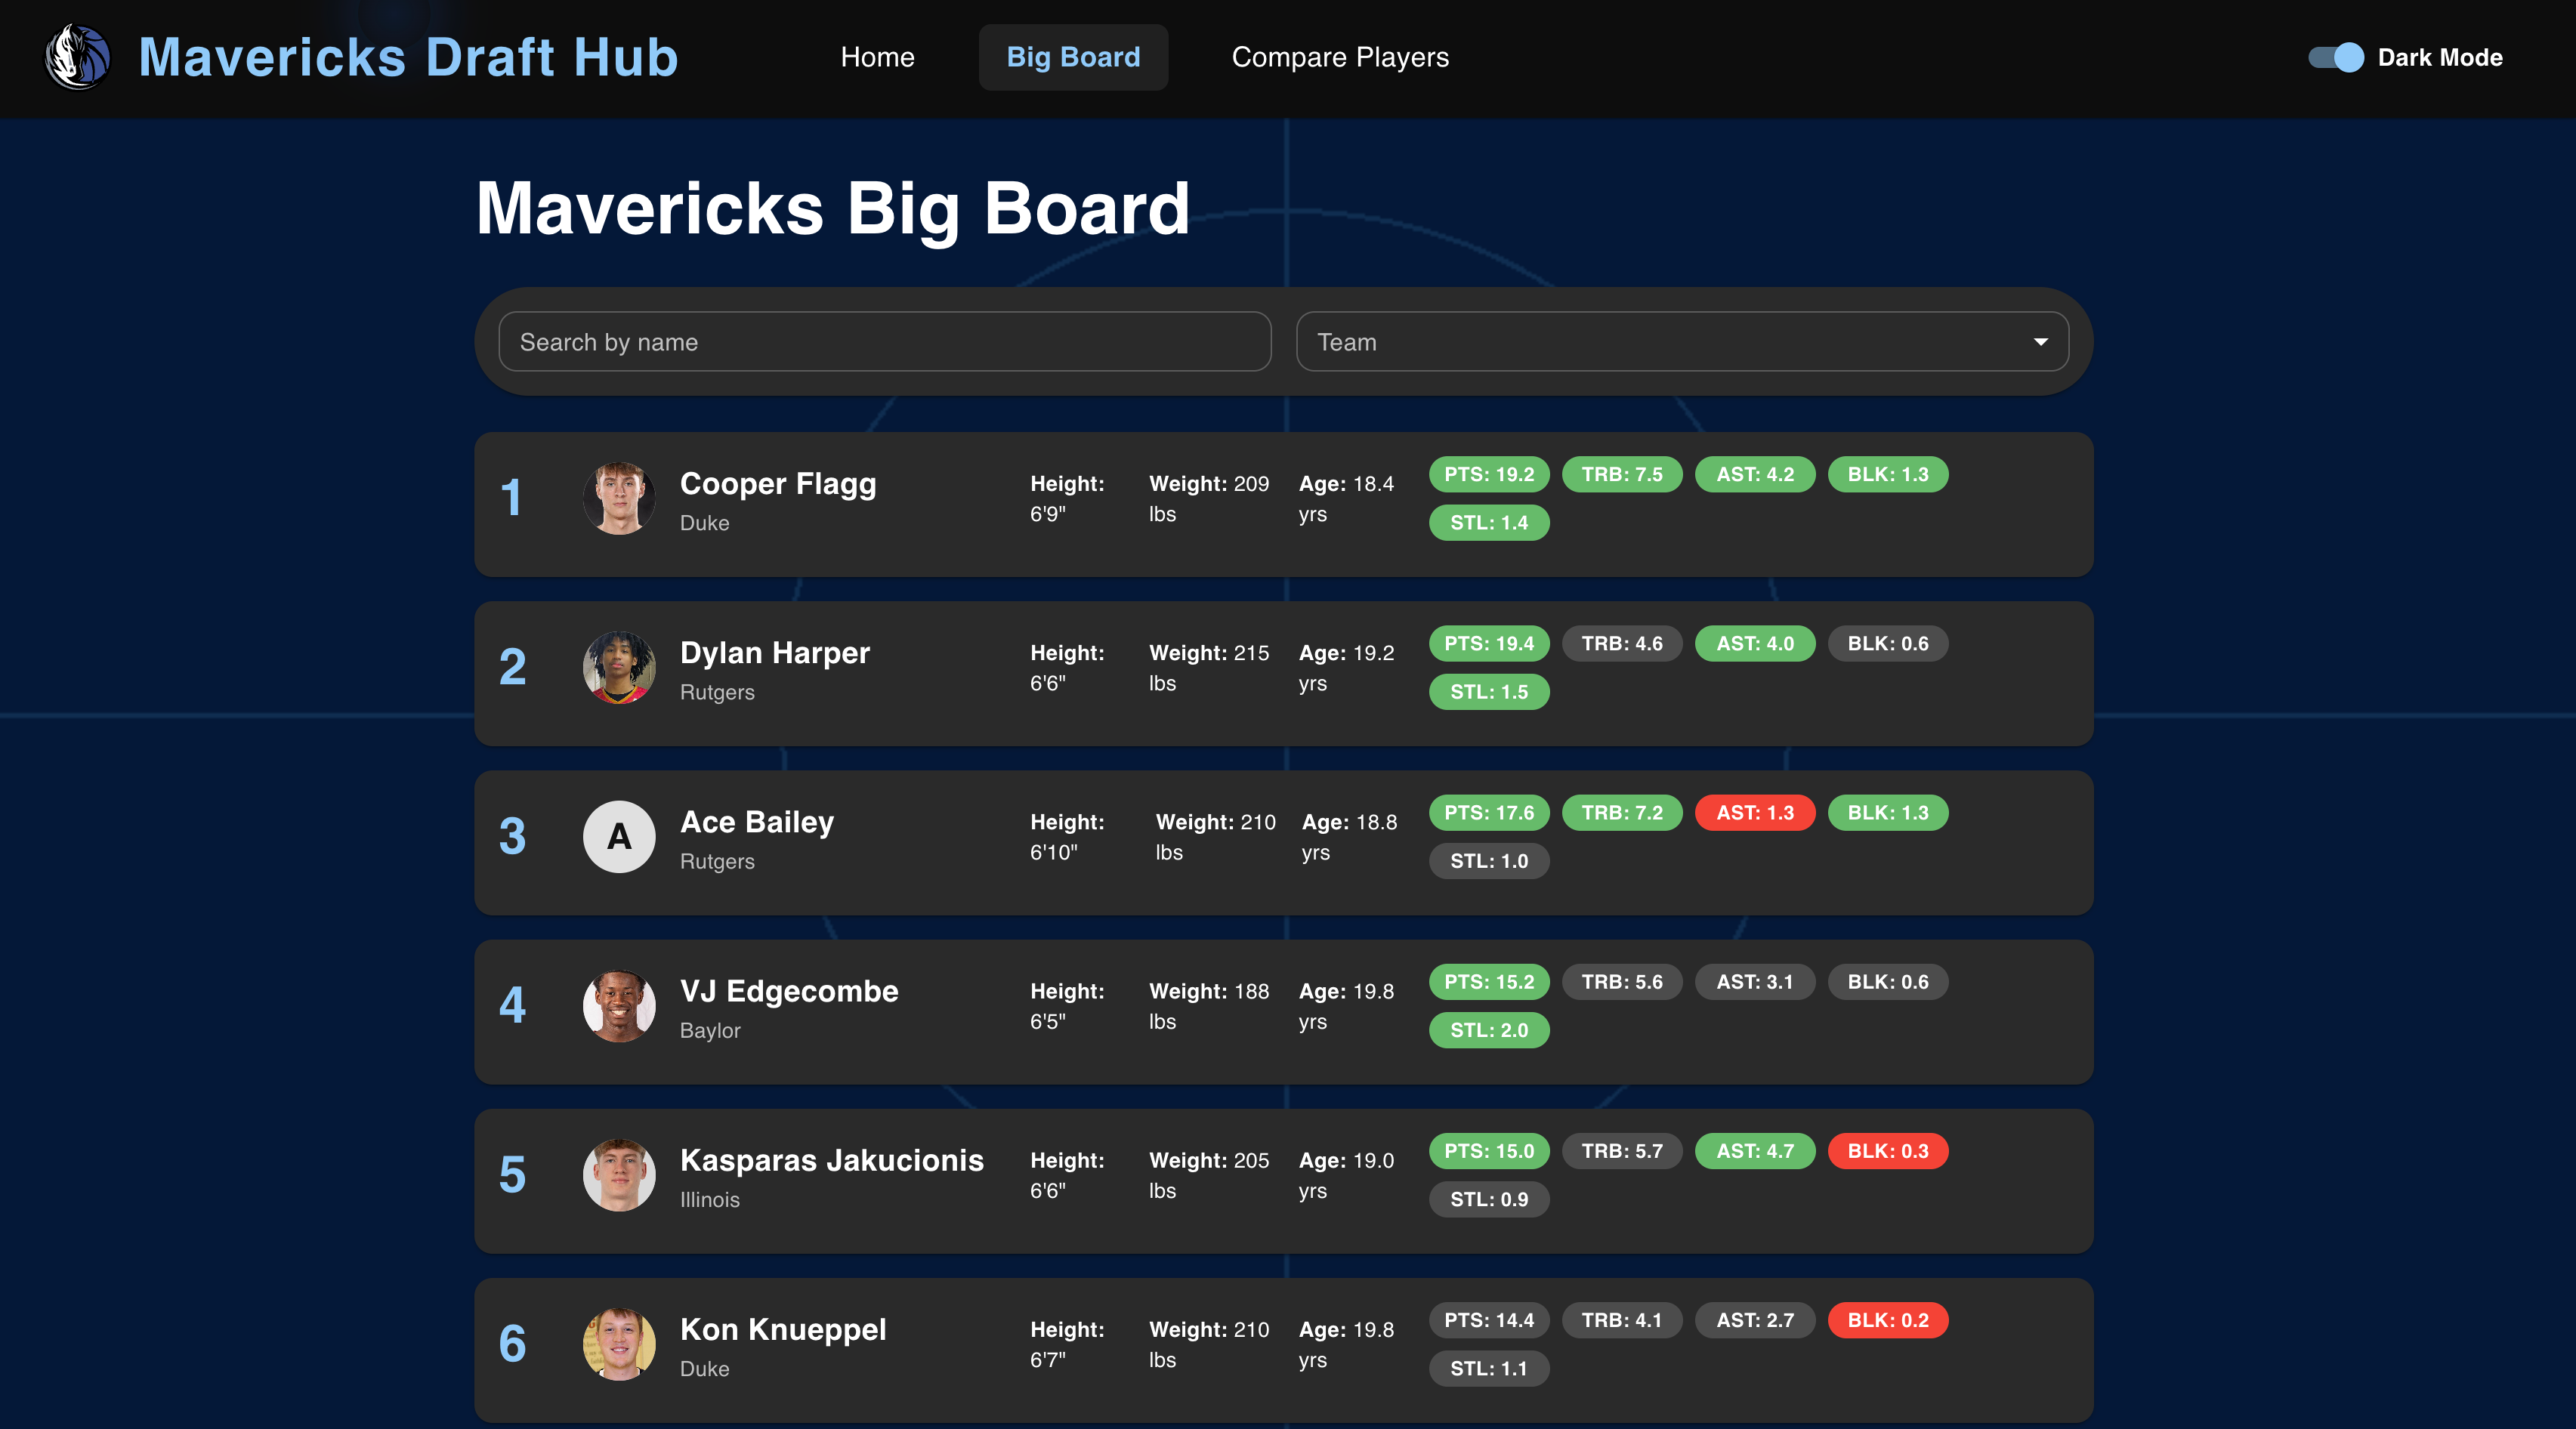 Mavericks Draft Hub
Home
Big Board
Compare Players
Dark Mode
Mavericks Big Board
Search by name
Team
1
Cooper Flagg
Duke
Height:
6'9"
Weight: 209
lbs
Age: 18.4
yrs
PTS: 19.2
TRB: 7.5
AST: 4.2
BLK: 1.3
STL: 1.4
2
Dylan Harper
Rutgers
Height:
6'6"
Weight: 215
lbs
Age: 19.2
yrs
PTS: 19.4
TRB: 4.6
AST: 4.0
BLK: 0.6
STL: 1.5
3
A
Ace Bailey
Rutgers
Height:
6'10"
Weight: 210
lbs
Age: 18.8
yrs
PTS: 17.6
TRB: 7.2
AST: 1.3
BLK: 1.3
STL: 1.0
4
VJ Edgecombe
Baylor
Height:
6'5"
Weight: 188
lbs
Age: 19.8
yrs
PTS: 15.2
TRB: 5.6
AST: 3.1
BLK: 0.6
STL: 2.0
5
Kasparas Jakucionis
Illinois
Height:
6'6"
Weight: 205
lbs
Age: 19.0
yrs
PTS: 15.0
TRB: 5.7
AST: 4.7
BLK: 0.3
STL: 0.9
6
Kon Knueppel
Duke
Height:
6'7"
Weight: 210
lbs
Age: 19.8
yrs
PTS: 14.4
TRB: 4.1
AST: 2.7
BLK: 0.2
STL: 1.1